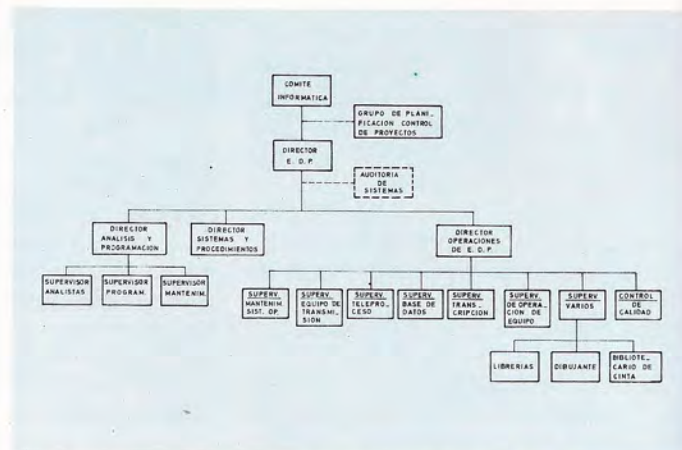 COMITE
INFORMATICA
GRUPO DE PLANI_
FICACION CONTROL
DE PROYECTOS
DIRECTOR
E. D. P.
AUDITORIA
DE
SISTEMAS
DIRECTOR
ANALISIS Y
PROGRAMACION
DIRECTOR
SISTEMAS Y
PROCEDIMIENTOS
DIRECTOR
OPERACIONES
DE E. D. P.
SUPERVISOR
ANALISTAS
SUPERVISOR
PROGRAM.
SUPERVISOR
MANTENIM.
SUPERV.
MANTENIM.
SIST. OP.
SUPERV.
EQUIPO DE
TRANSMI_
SIÓN
SUPERV.
TELEPRO_
CESO
SUPERV.
BASE DE
DATOS
SUPERV.
TRANS_
CRIPCION
SUPERV.
DE OPERA_
CION DE
EQUIPO
SUPERV.
VARIOS
CONTROL
DE
CALIDAD
LIBRERIAS
DIBUJANTE
BIBLIOTE_
CARIO DE
CINTA